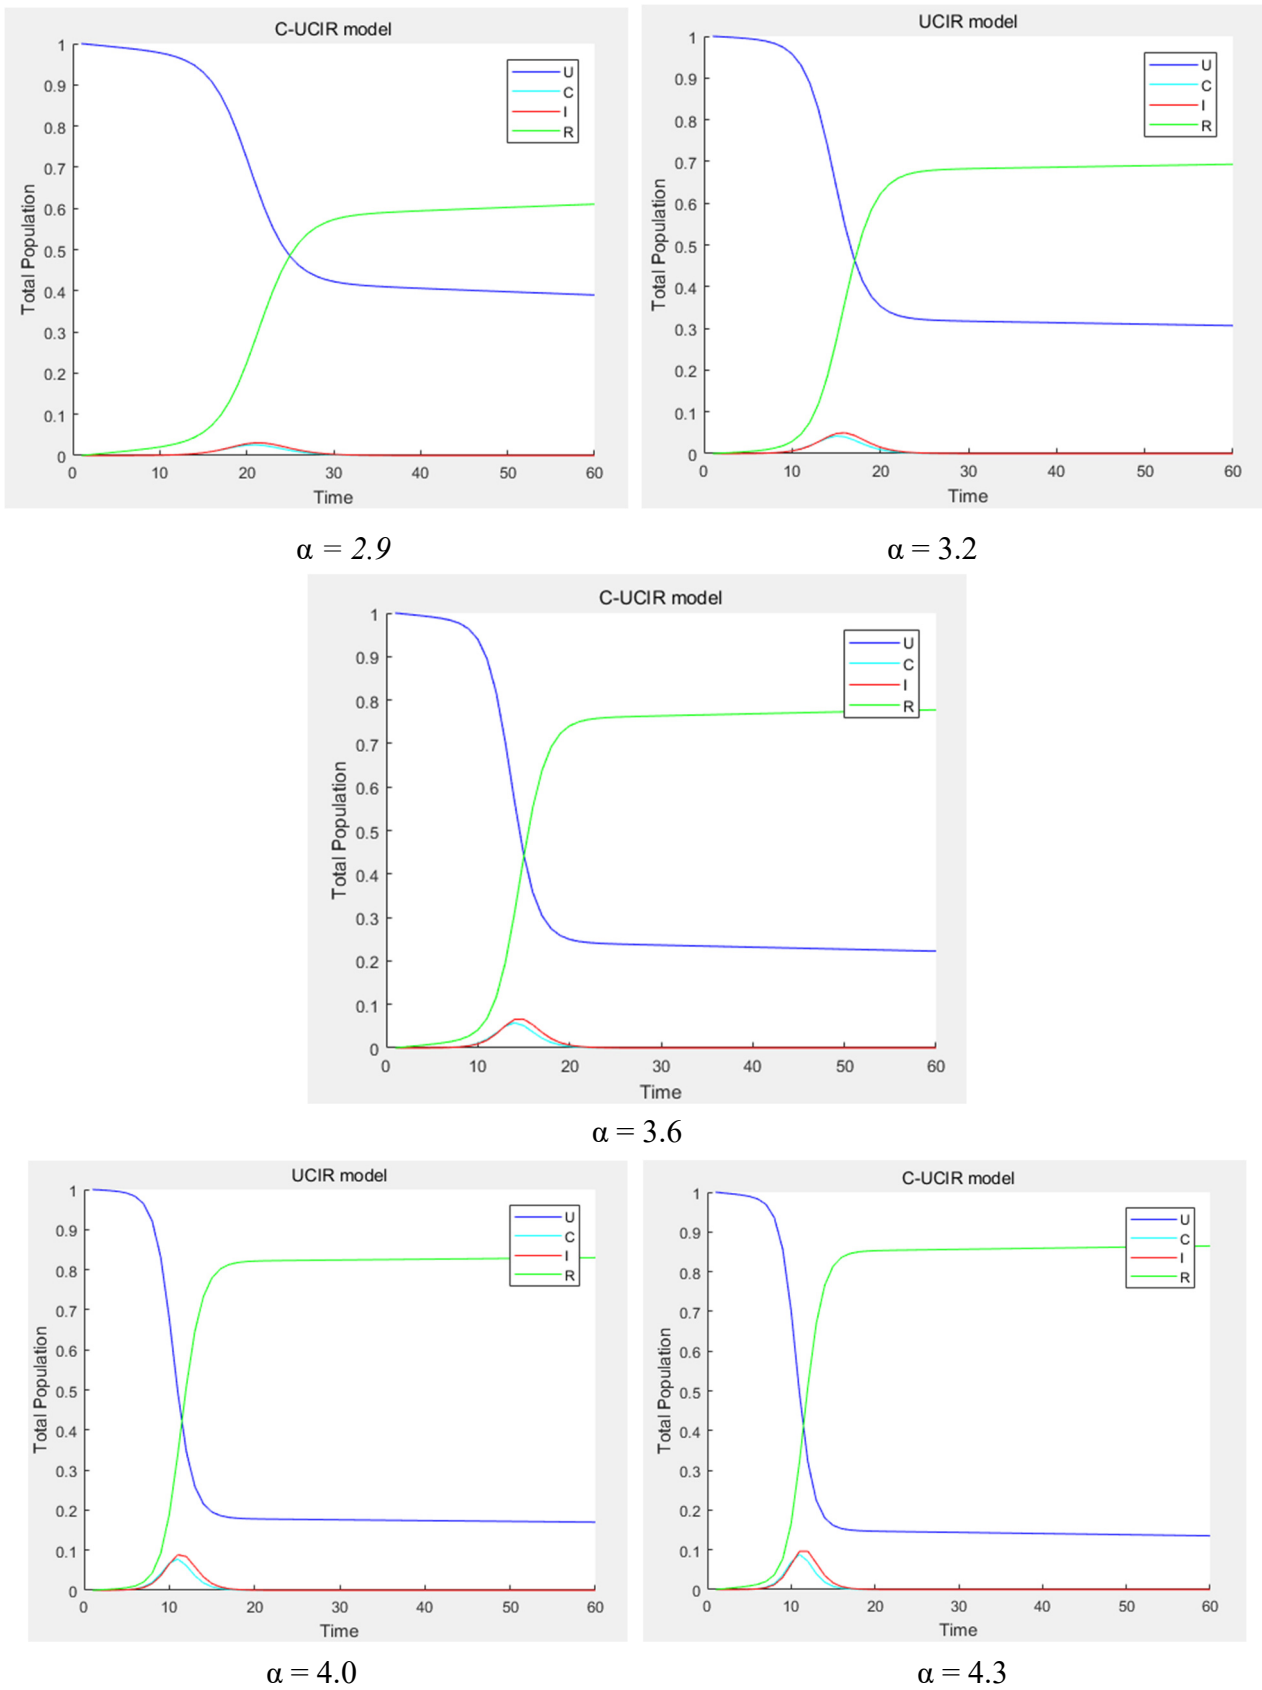 C-UCIR model
1
0.9
0.8
0.7
0.6
0.5
0.4
0.3
0.2
0.1
0
Total Population
U
C
I
R
0 10 20 30 40 50 60
Time
α = 2.9
UCIR model
1
0.9
0.8
0.7
0.6
0.5
0.4
0.3
0.2
0.1
0
Total Population
U
C
I
R
0 10 20 30 40 50 60
Time
α = 3.2
C-UCIR model
1
0.9
0.8
0.7
0.6
0.5
0.4
0.3
0.2
0.1
0
Total Population
U
C
I
R
0 10 20 30 40 50 60
Time
α = 3.6
UCIR model
1
0.9
0.8
0.7
0.6
0.5
0.4
0.3
0.2
0.1
0
Total Population
U
C
I
R
0 10 20 30 40 50 60
Time
α = 4.0
C-UCIR model
1
0.9
0.8
0.7
0.6
0.5
0.4
0.3
0.2
0.1
0
Total Population
U
C
I
R
0 10 20 30 40 50 60
Time
α = 4.3